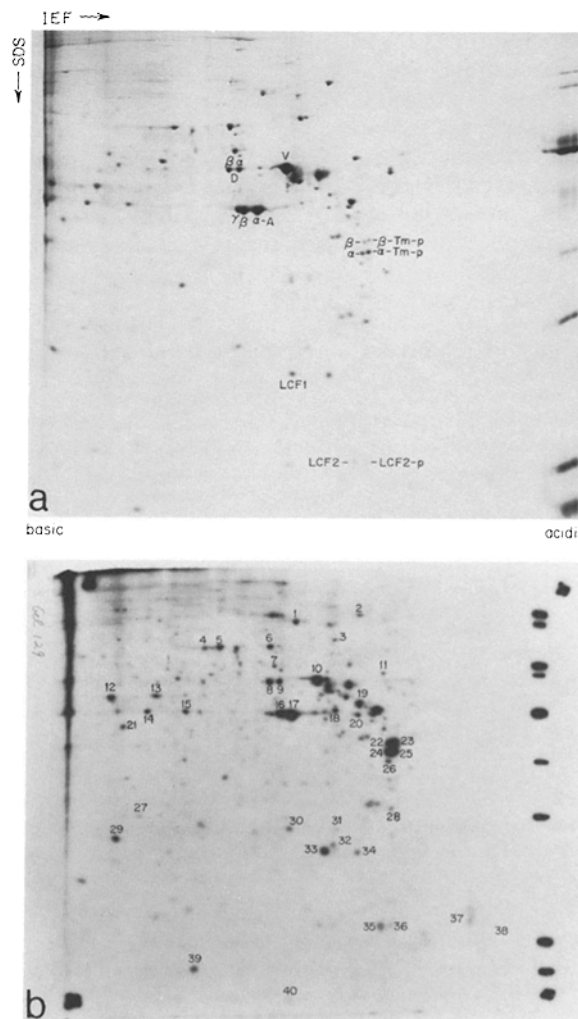 IEF →
← SDS
β α
V
D
γ β α-A
β- -β-Tm-p
α- -α-Tm-p
LCF1
LCF2- -LCF2-p
a
basic
acidi
Gel 129
1 2
4 5 6 3
7
8 9 10 11
12 13 19
14 15 16 17 18 20
21
22 23
24 25
26
27 28
29 30 31
32
33 34
35 36 37
38
39
40
b